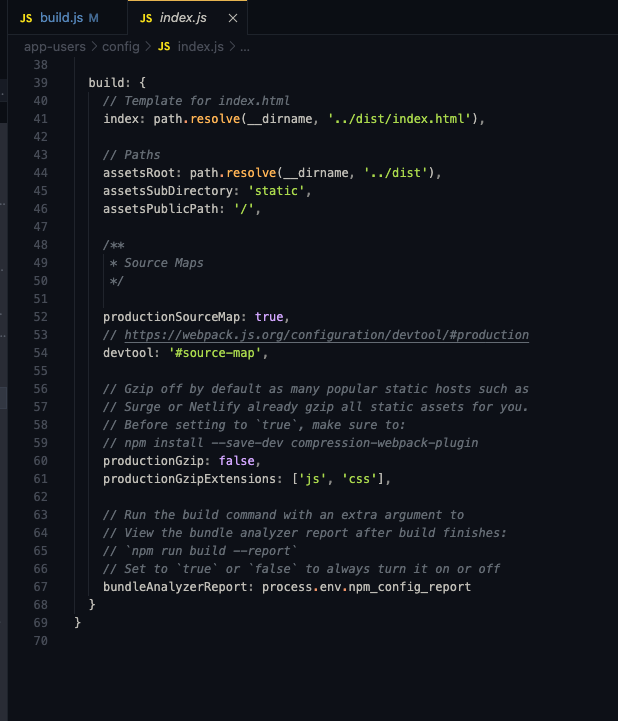 JS build.js M
JS index.js ×
app-users > config > JS index.js > ...
38
39 build: {
40 // Template for index.html
41 index: path.resolve(__dirname, '../dist/index.html'),
42
43 // Paths
44 assetsRoot: path.resolve(__dirname, '../dist'),
45 assetsSubDirectory: 'static',
46 assetsPublicPath: '/',
47
48 /**
49 * Source Maps
50 */
51
52 productionSourceMap: true,
53 // https://webpack.js.org/configuration/devtool/#production
54 devtool: '#source-map',
55
56 // Gzip off by default as many popular static hosts such as
57 // Surge or Netlify already gzip all static assets for you.
58 // Before setting to `true`, make sure to:
59 // npm install --save-dev compression-webpack-plugin
60 productionGzip: false,
61 productionGzipExtensions: ['js', 'css'],
62
63 // Run the build command with an extra argument to
64 // View the bundle analyzer report after build finishes:
65 // `npm run build --report`
66 // Set to `true` or `false` to always turn it on or off
67 bundleAnalyzerReport: process.env.npm_config_report
68 }
69 }
70